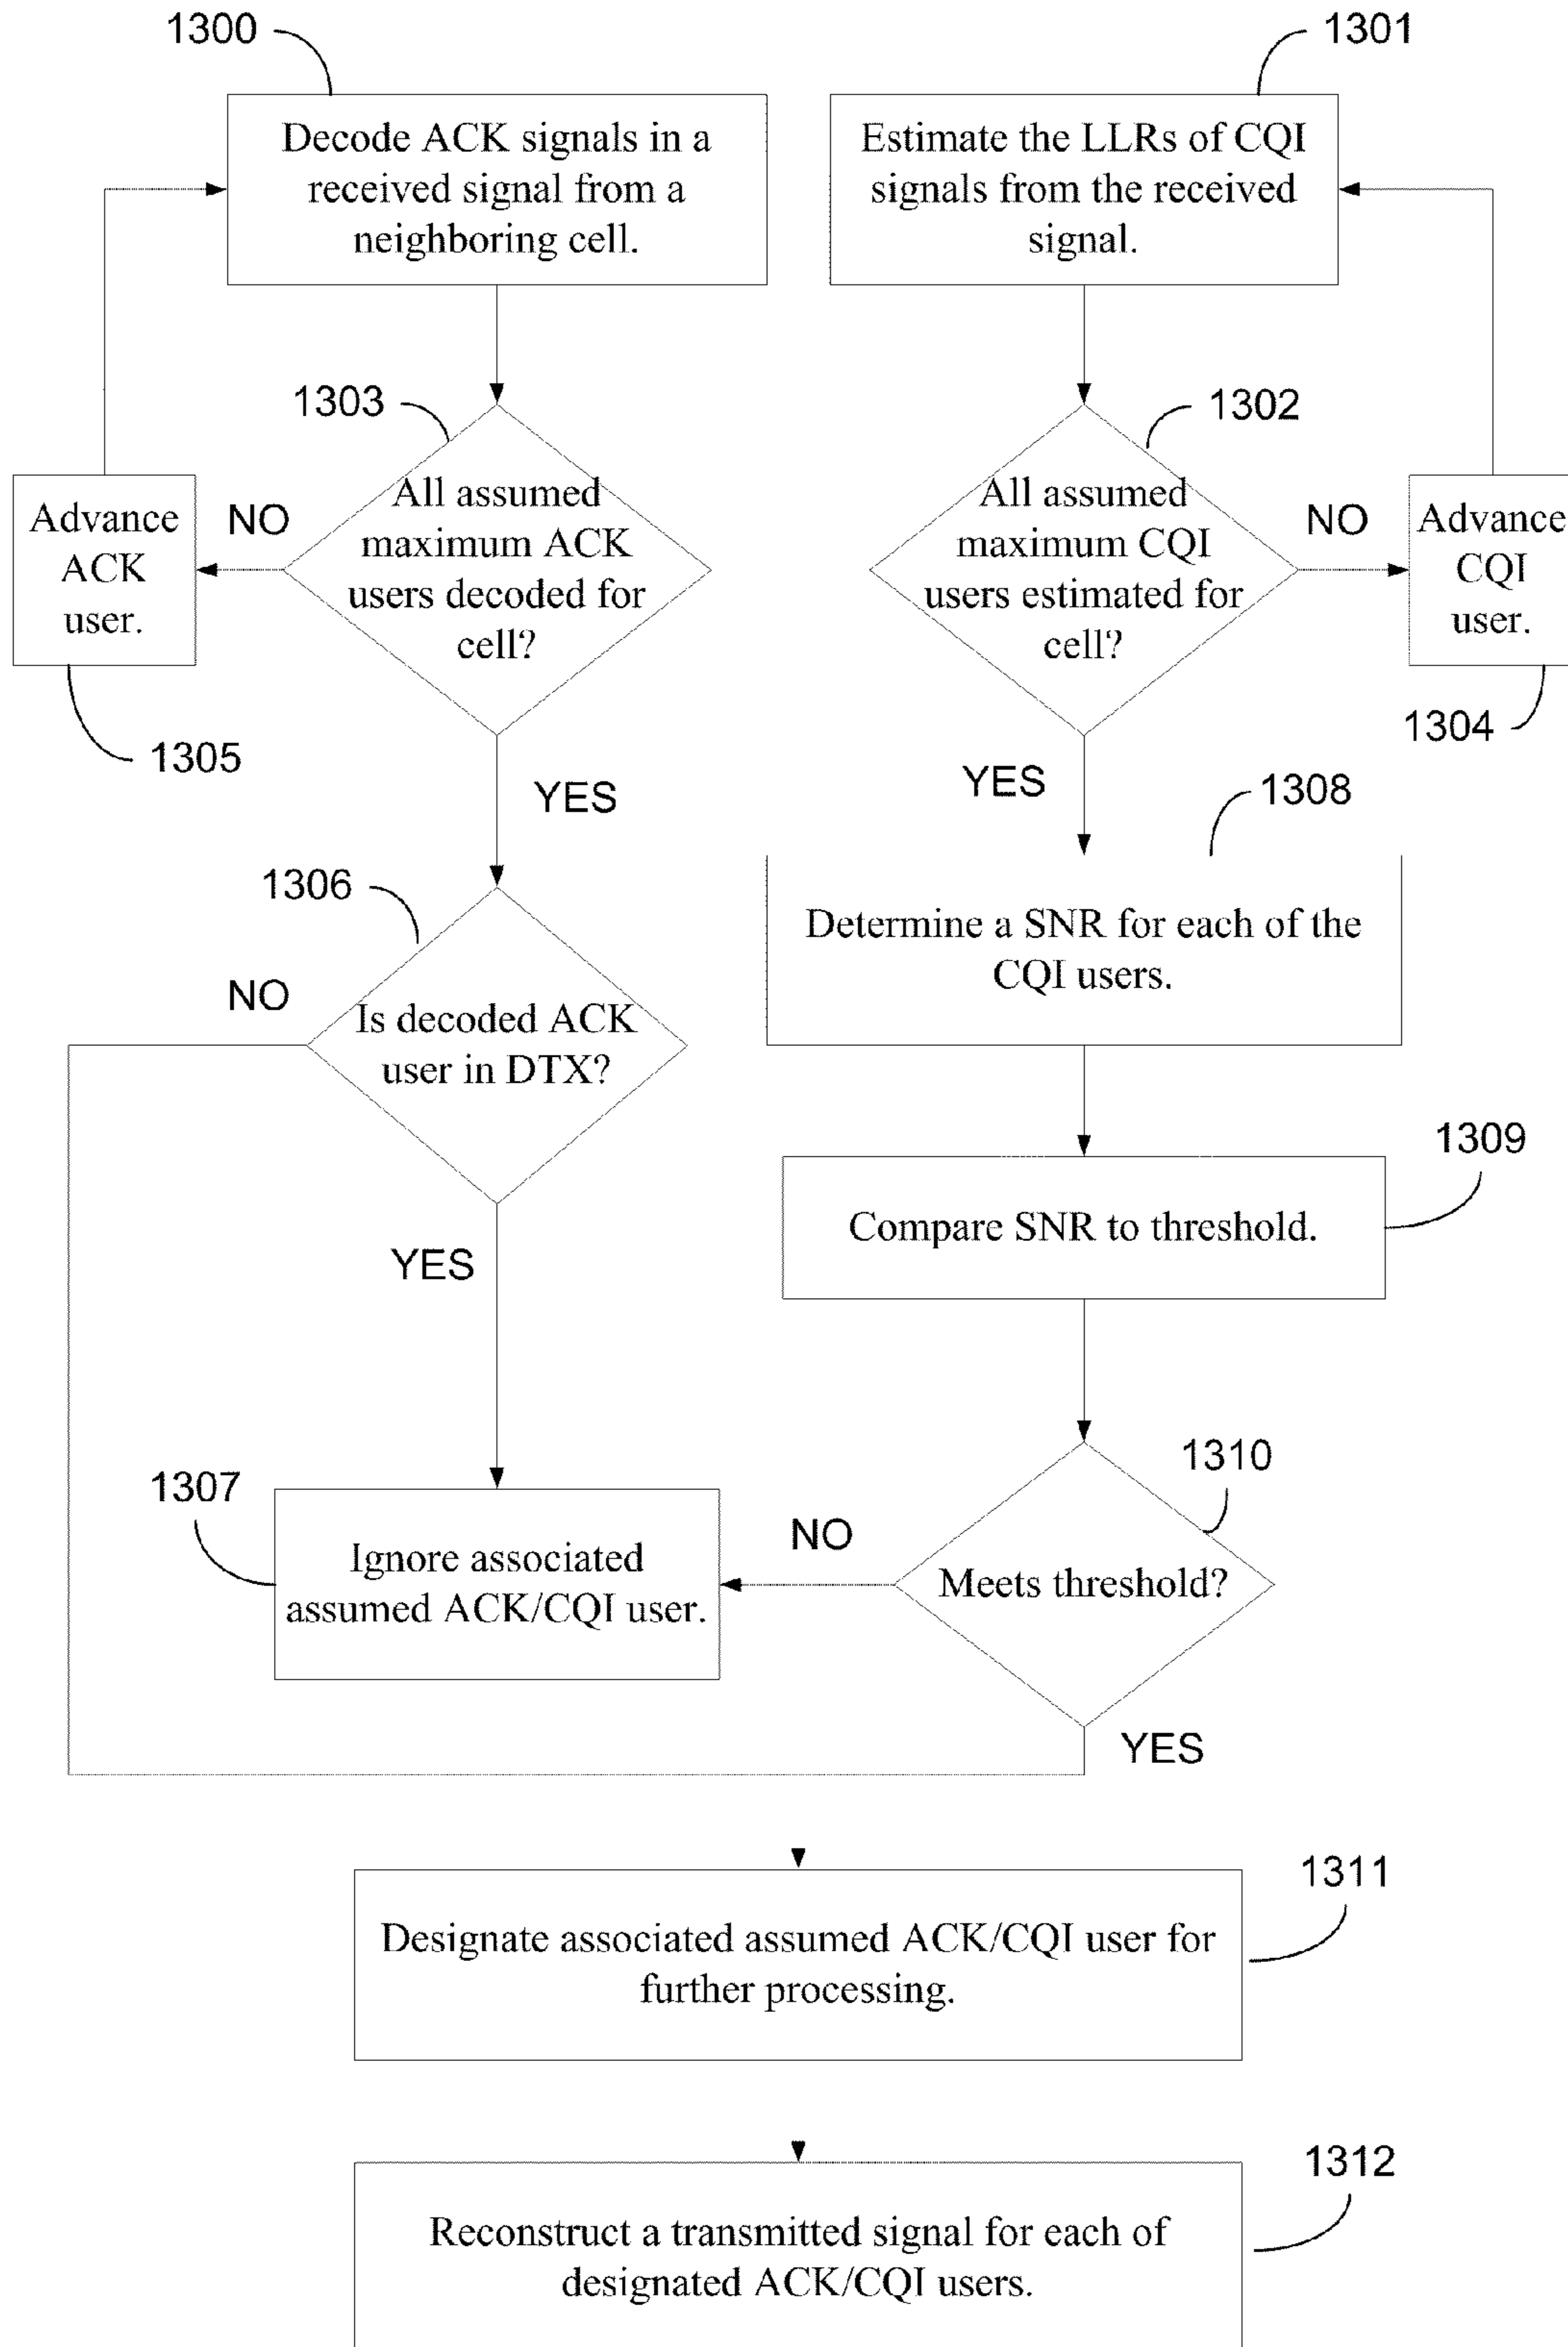 1300
1301
Decode ACK signals in a
received signal from a
neighboring cell.
Estimate the LLRs of CQI
signals from the received
signal.
1303
1302
All assumed
maximum ACK
users decoded for
cell?
NO
Advance
ACK
user.
1305
All assumed
maximum CQI
users estimated for
cell?
NO
Advance
CQI
user.
1304
YES
YES
1308
1306
Determine a SNR for each of the
CQI users.
NO
Is decoded ACK
user in DTX?
1309
Compare SNR to threshold.
YES
1310
1307
NO
Ignore associated
assumed ACK/CQI user.
Meets threshold?
YES
1311
Designate associated assumed ACK/CQI user for
further processing.
1312
Reconstruct a transmitted signal for each of
designated ACK/CQI users.